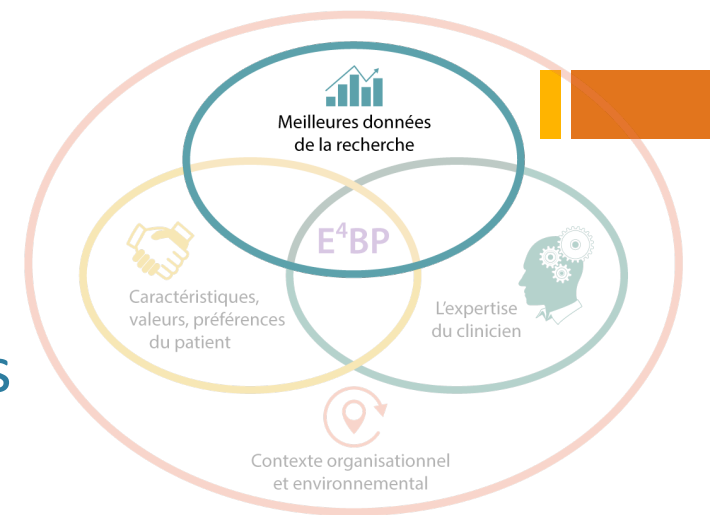 Meilleures données
de la recherche
E⁴BP
Caractéristiques,
valeurs, préférences
du patient
L'expertise
du clinicien
s
Contexte organisationnel
et environnemental